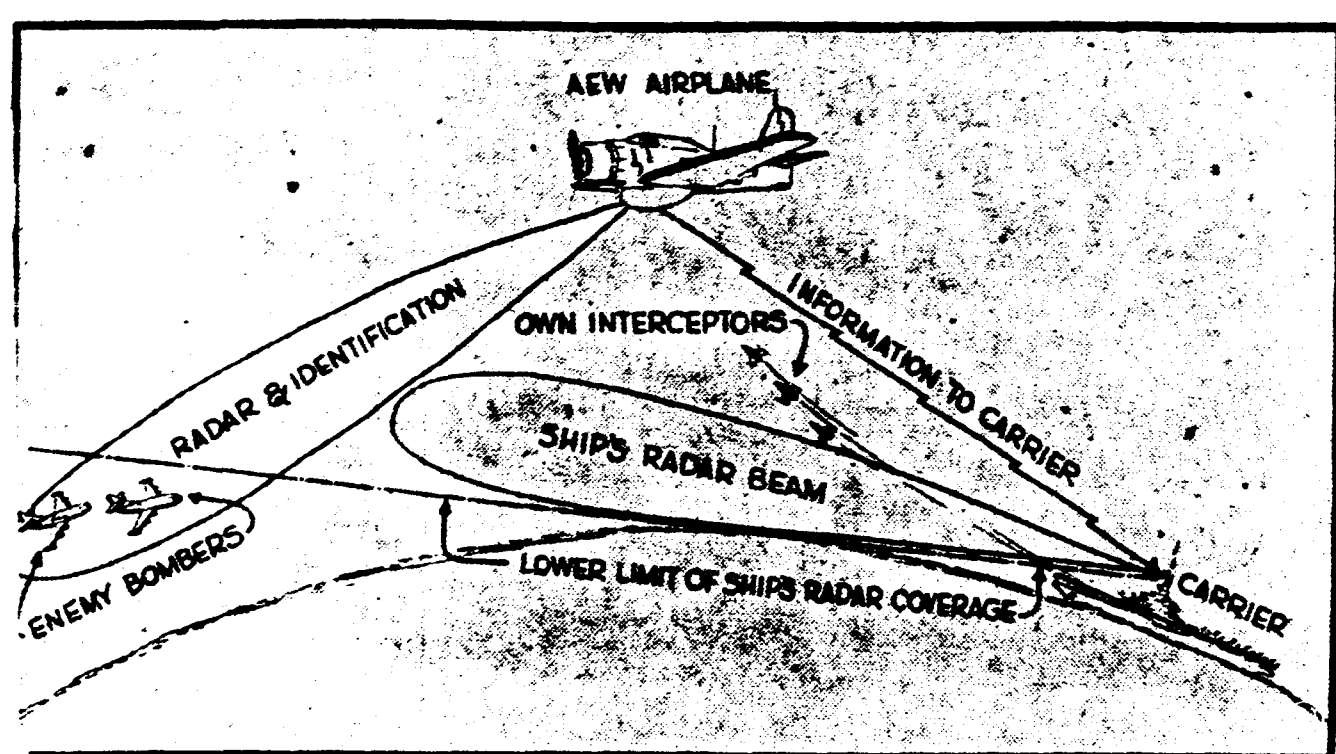 AEW AIRPLANE
INFORMATION TO CARRIER
RADAR & IDENTIFICATION
OWN INTERCEPTORS
SHIP'S RADAR BEAM
ENEMY BOMBERS
LOWER LIMIT OF SHIP'S RADAR COVERAGE
CARRIER